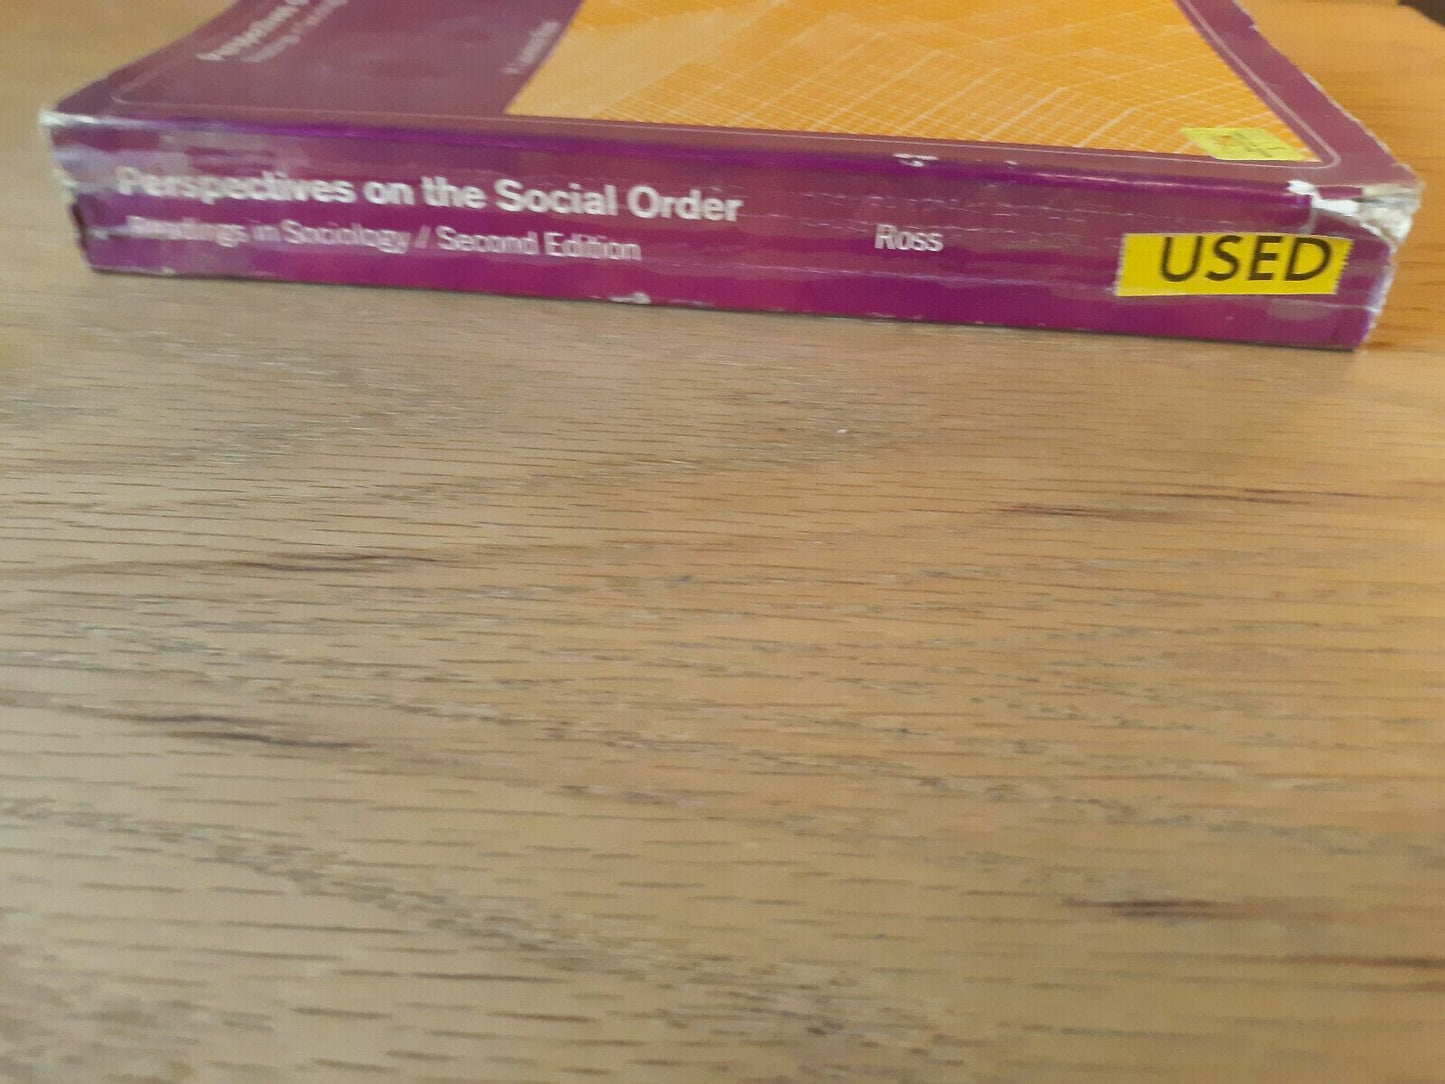 Perspectives on the Social Order
Readings in Sociology // Second Edition
Ross
USED